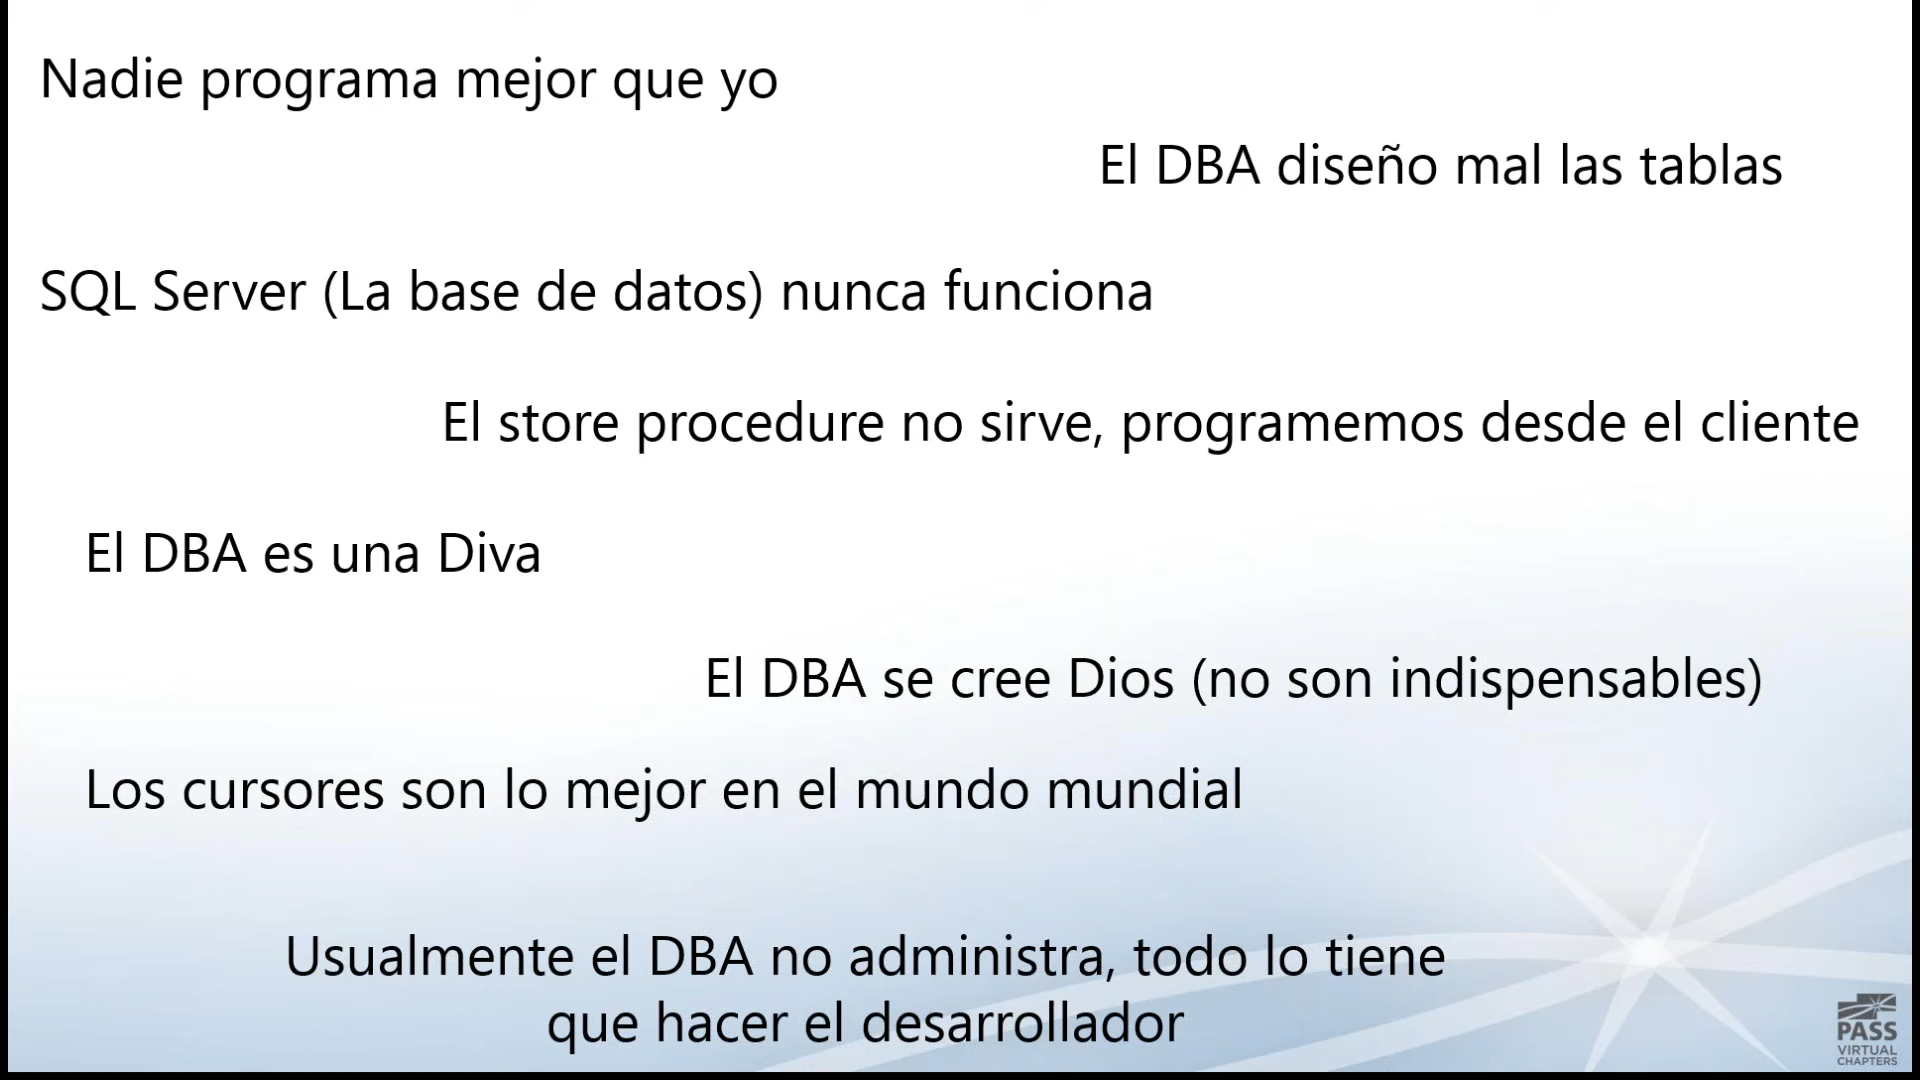 Nadie programa mejor que yo
El DBA diseño mal las tablas
SQL Server (La base de datos) nunca funciona
El store procedure no sirve, programemos desde el cliente
El DBA es una Diva
El DBA se cree Dios (no son indispensables)
Los cursores son lo mejor en el mundo mundial
Usualmente el DBA no administra, todo lo tiene
que hacer el desarrollador
PASS
VIRTUAL
CHAPTERS